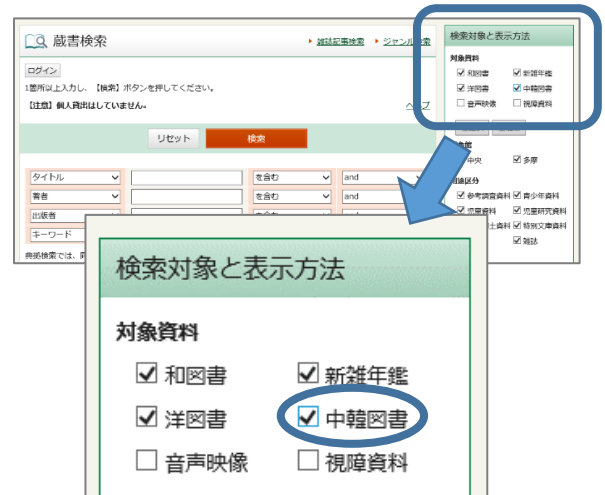 蔵書検索
雑誌記事検索
ログイン
1箇所以上入力し、【検索】ボタンを押してください。
【注意】個人貸出はしていません。
ヘルプ
リセット 検索
タイトル を含む and
著者 を含む and
出版者
キーワード
検索対象と表示方法
対象資料
和図書 新雑年鑑
洋図書 中韓図書
音声映像 視障資料
中央 多摩
参考調査資料 青少年資料
児童資料 児童研究資料
特別文庫資料
雑誌
検索対象と表示方法
対象資料
和図書 新雑年鑑
洋図書 中韓図書
音声映像 視障資料